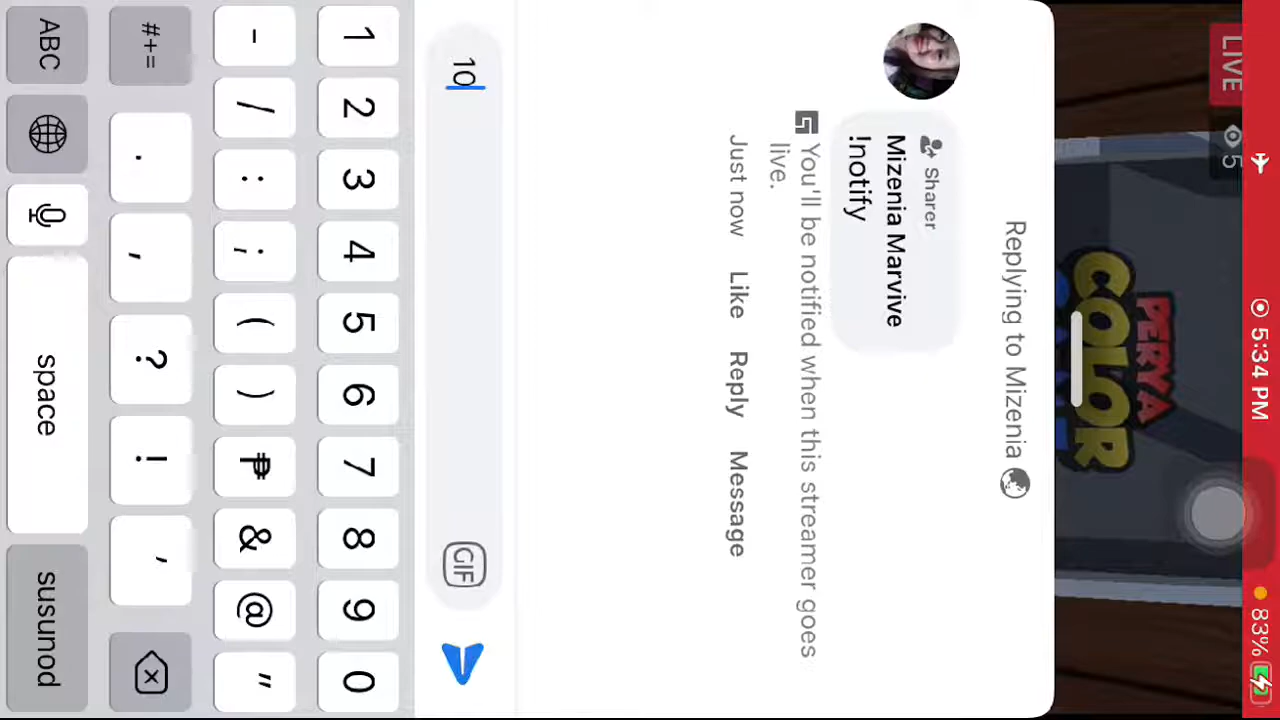 5:34 PM
83%
LIVE
5
PERYA
COLOR
Replying to Mizenia
Sharer
Mizenia Marvive
!notify
You'll be notified when this streamer goes
live.
Just now Like Reply Message
10
GIF
1 2 3 4 5 6 7 8 9 0
- / : ; ( ) ₱ & @ "
#+= . , ? ! '
ABC space susunod